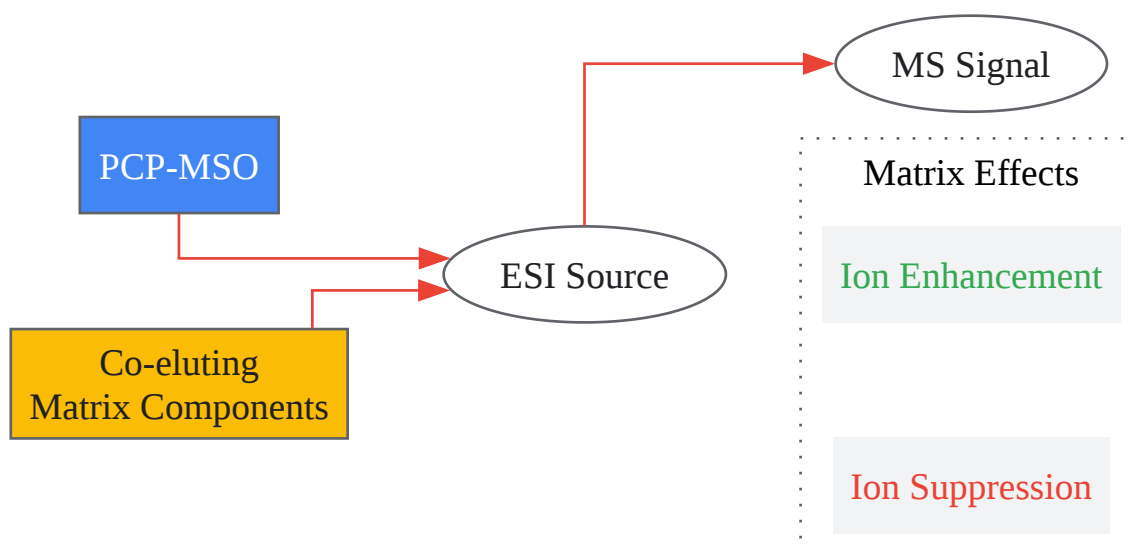 MS Signal
PCP-MSO
Matrix Effects
ESI Source
Ion Enhancement
Co-eluting
Matrix Components
Ion Suppression